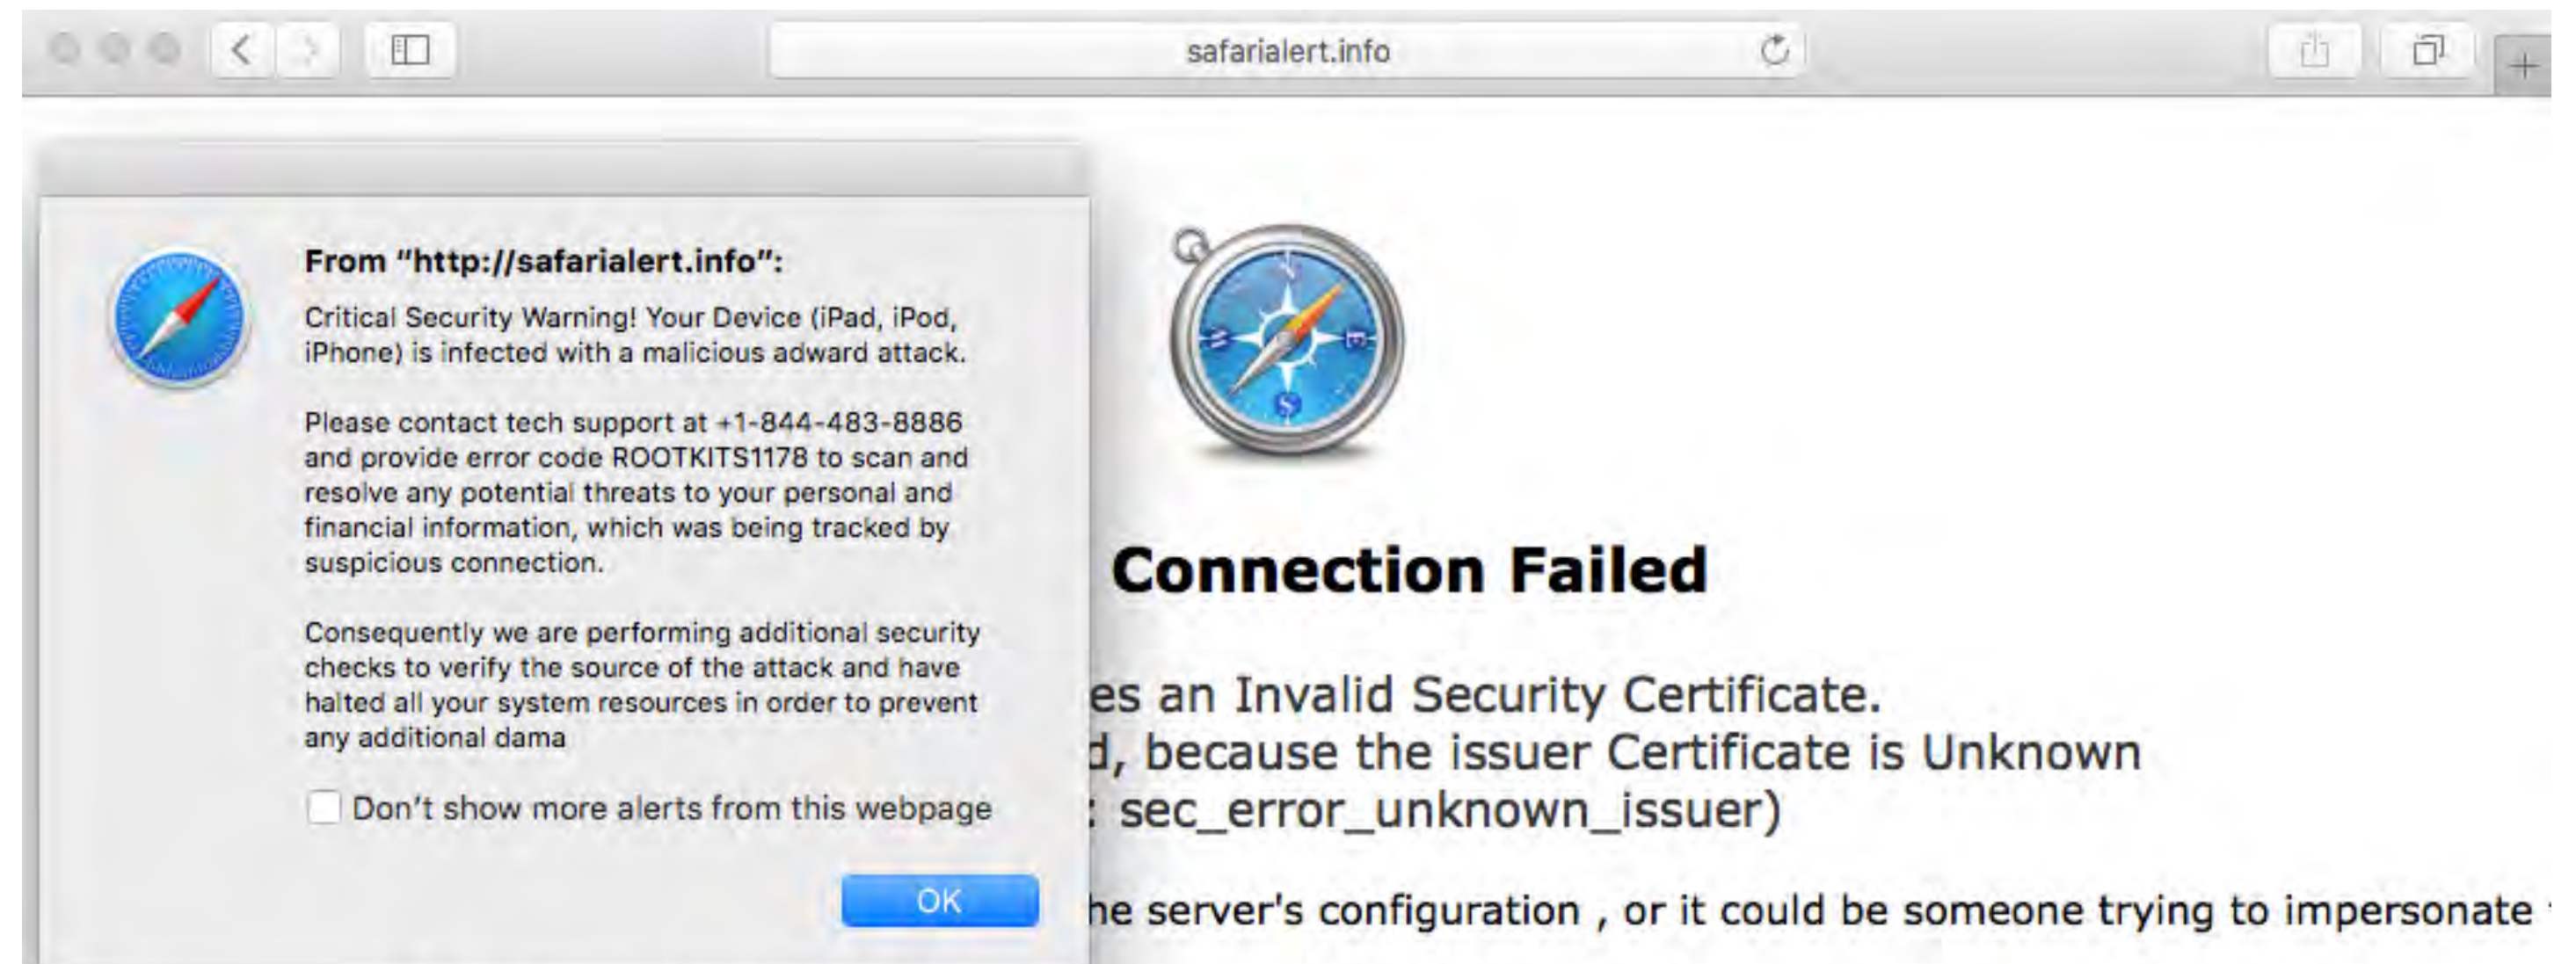 safarialert.info
From "http://safarialert.info":
Critical Security Warning! Your Device (iPad, iPod,
iPhone) is infected with a malicious adward attack.
Please contact tech support at +1-844-483-8886
and provide error code ROOTKITS1178 to scan and
resolve any potential threats to your personal and
financial information, which was being tracked by
suspicious connection.
Consequently we are performing additional security
checks to verify the source of the attack and have
halted all your system resources in order to prevent
any additional dama
Don't show more alerts from this webpage
OK
N
W
E
S
Connection Failed
es an Invalid Security Certificate.
d, because the issuer Certificate is Unknown
: sec_error_unknown_issuer)
he server's configuration , or it could be someone trying to impersonate